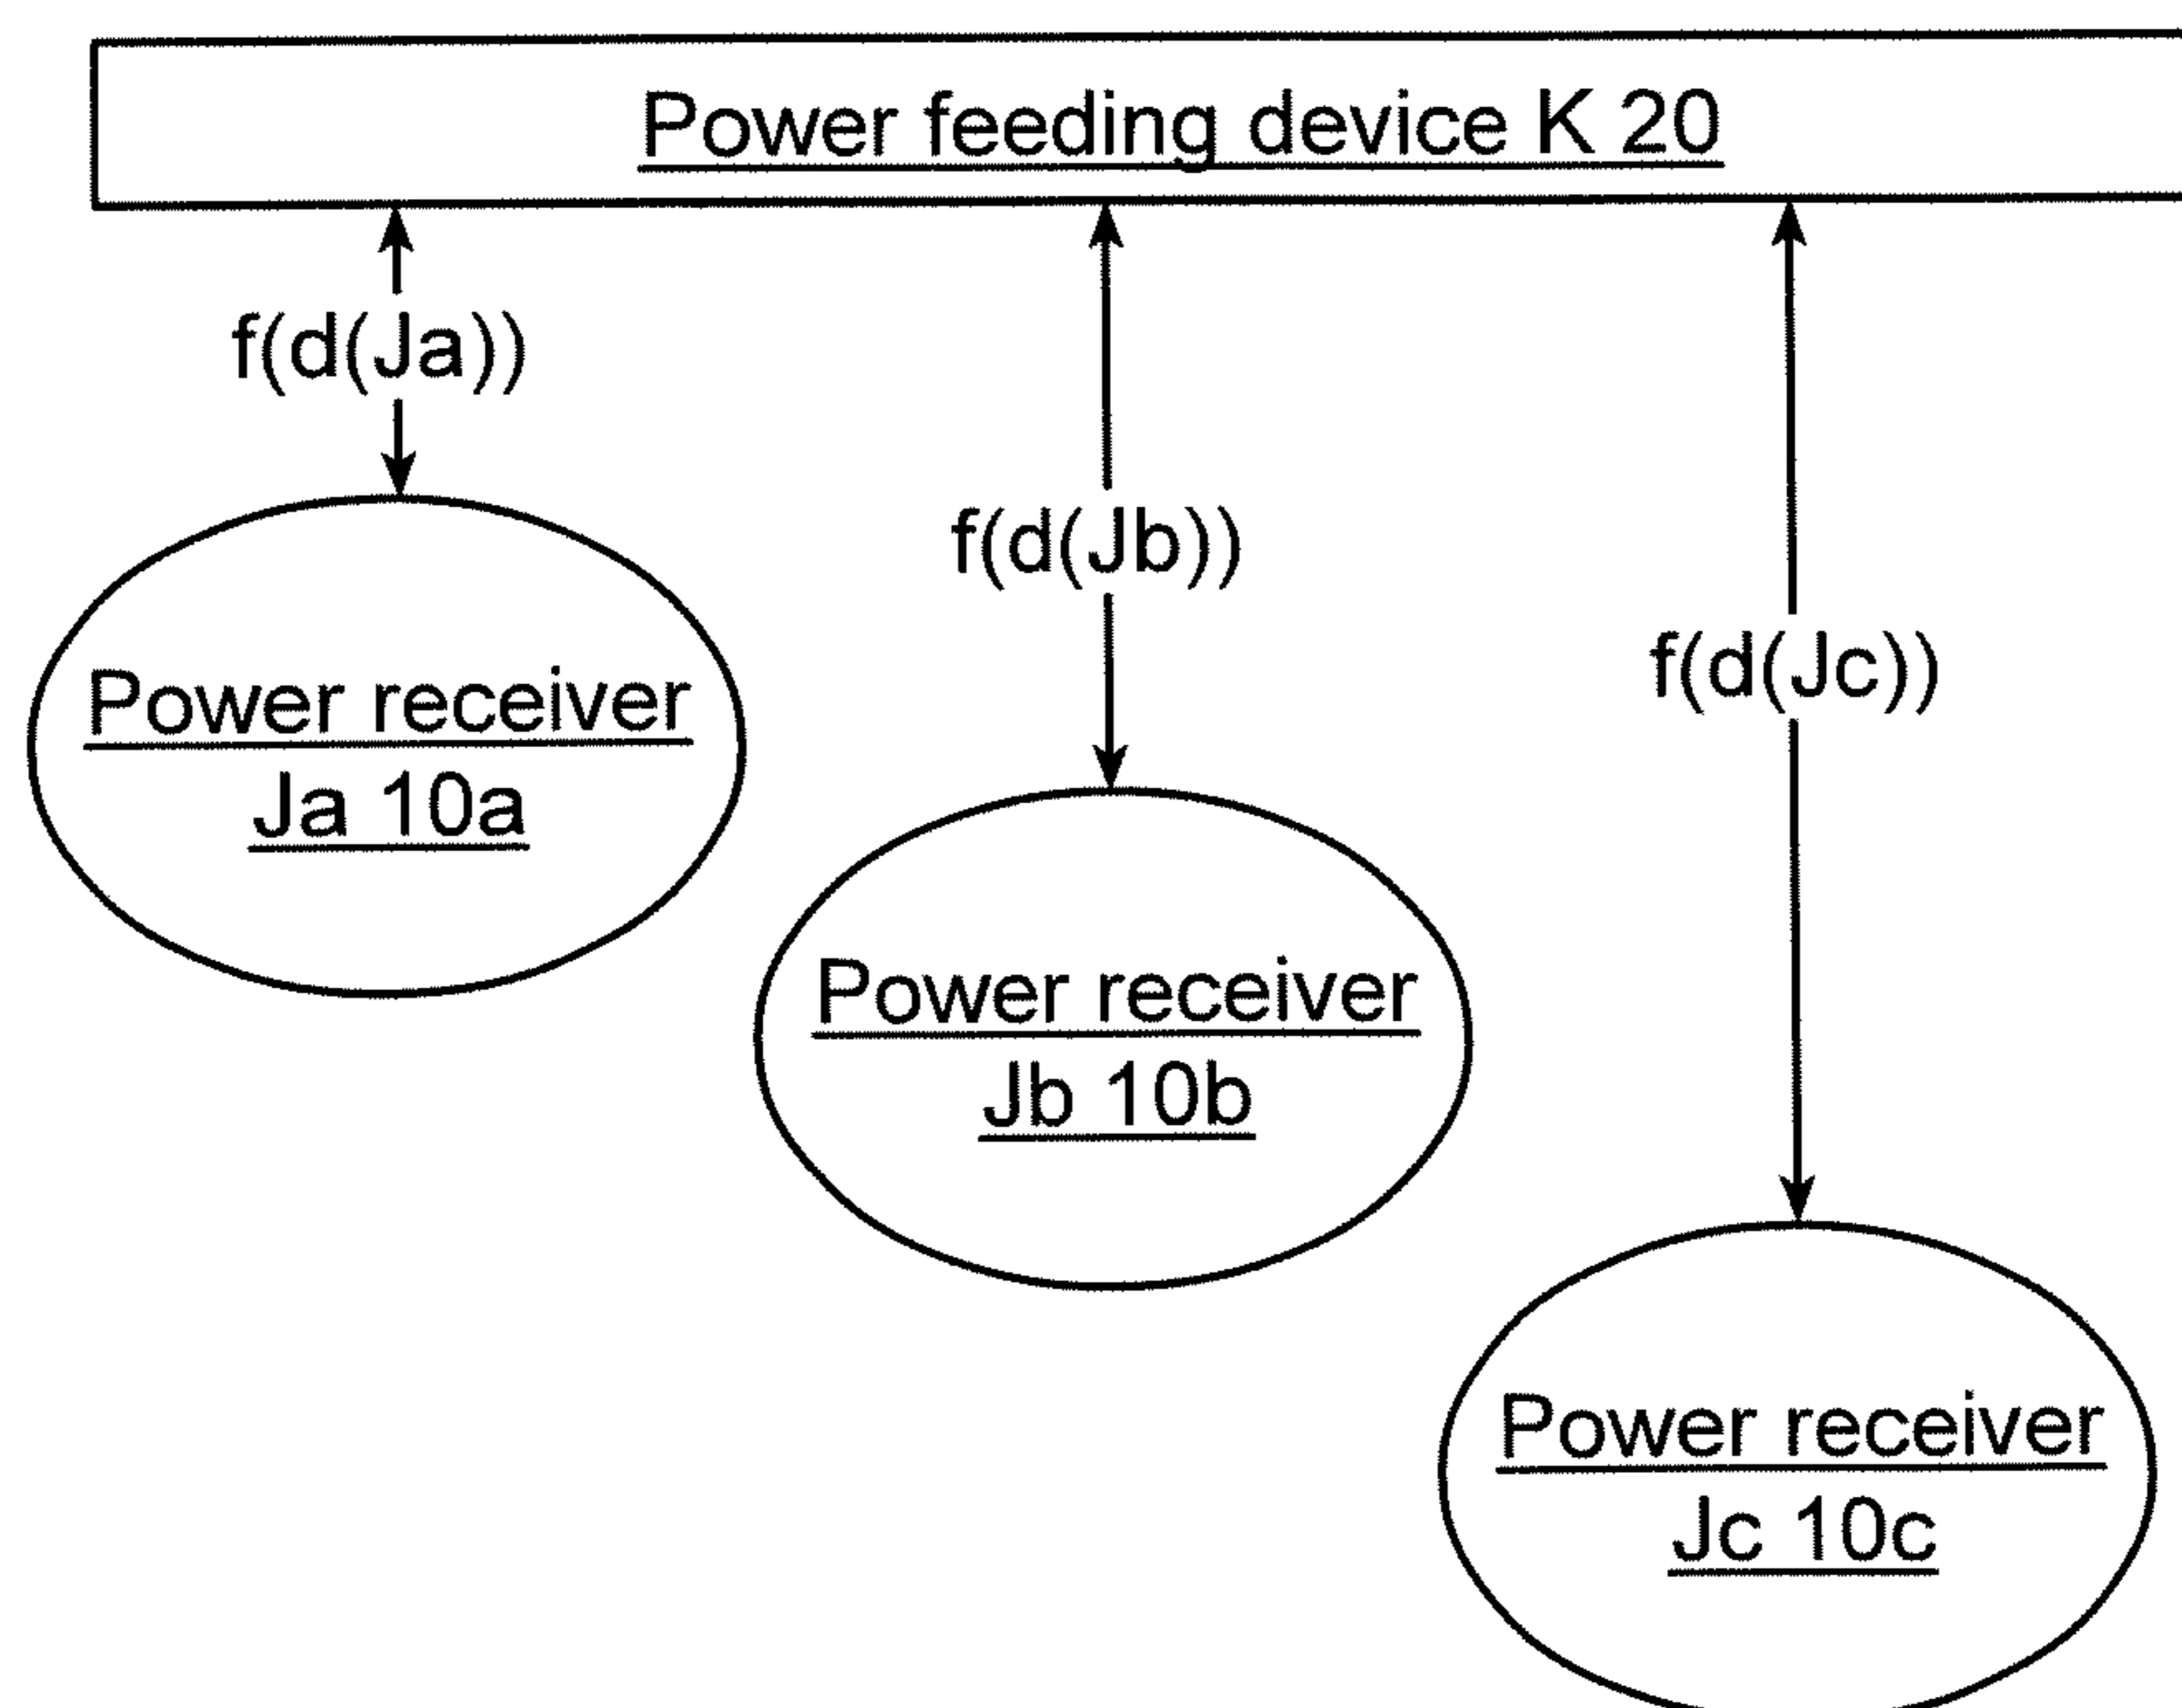 Power feeding device K 20
f(d(Ja))
f(d(Jb))
f(d(Jc))
Power receiver
Ja 10a
Power receiver
Jb 10b
Power receiver
Jc 10c